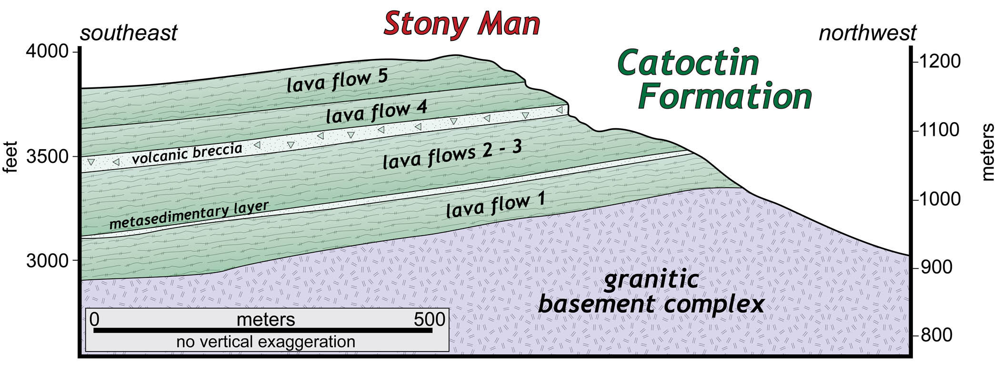 Stony Man
southeast
northwest
Catoctin
Formation
4000
3500
3000
feet
1200
1100
1000
900
800
meters
lava flow 5
lava flow 4
volcanic breccia
lava flows 2 - 3
metasedimentary layer
lava flow 1
granitic
basement complex
0 meters 500
no vertical exaggeration